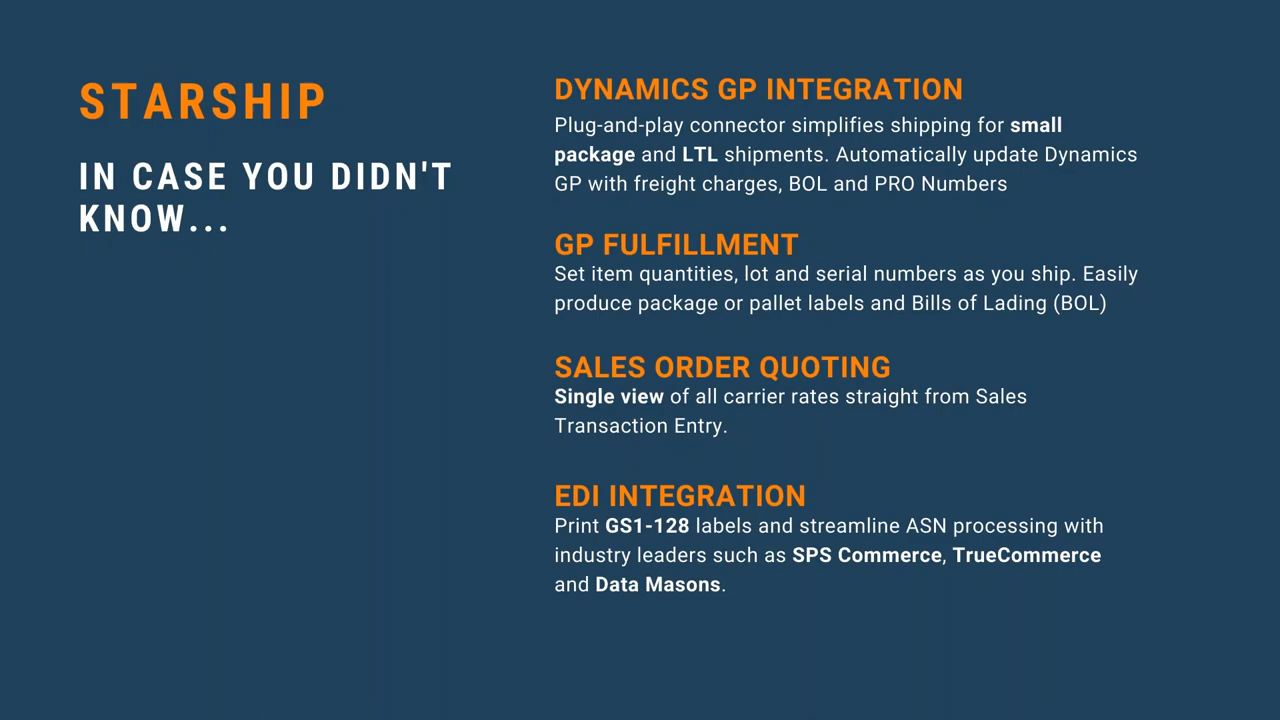 STARSHIP
IN CASE YOU DIDN'T
KNOW...
DYNAMICS GP INTEGRATION
Plug-and-play connector simplifies shipping for small
package and LTL shipments. Automatically update Dynamics
GP with freight charges, BOL and PRO Numbers
GP FULFILLMENT
Set item quantities, lot and serial numbers as you ship. Easily
produce package or pallet labels and Bills of Lading (BOL)
SALES ORDER QUOTING
Single view of all carrier rates straight from Sales
Transaction Entry.
EDI INTEGRATION
Print GS1-128 labels and streamline ASN processing with
industry leaders such as SPS Commerce, TrueCommerce
and Data Masons.